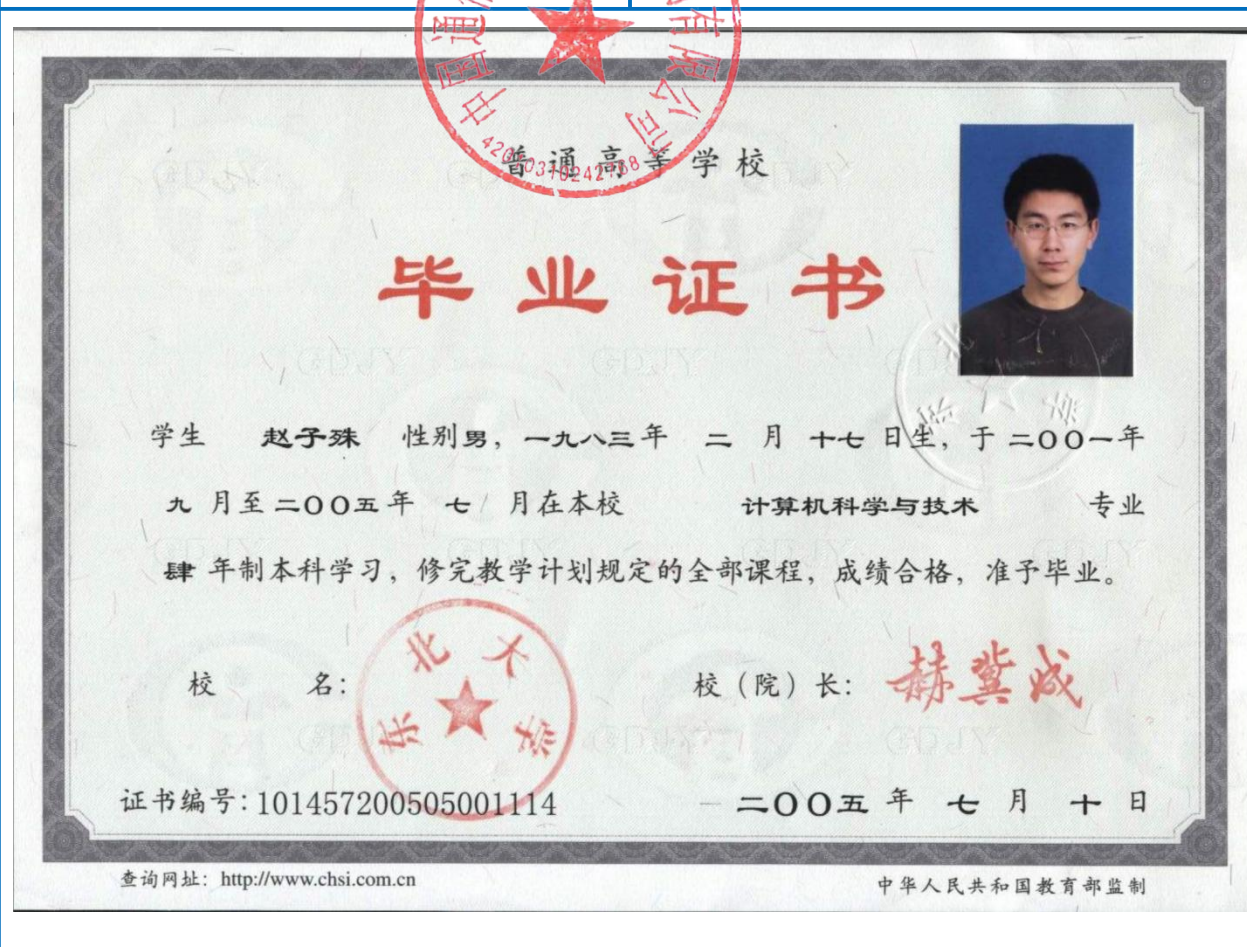 中国通
有限公司
普通高等学校
毕业证书
学生 赵子殊 性别男，一九八三年 二 月 十七 日生，于二〇〇一年
九 月至二〇〇五年 七 月在本校 计算机科学与技术 专业
肆 年制本科学习，修完教学计划规定的全部课程，成绩合格，准予毕业。
校 名：
东北大学
校（院）长：赫冀成
证书编号：101457200505001114
二〇〇五 年 七 月 十 日
查询网址：http://www.chsi.com.cn
中华人民共和国教育部监制